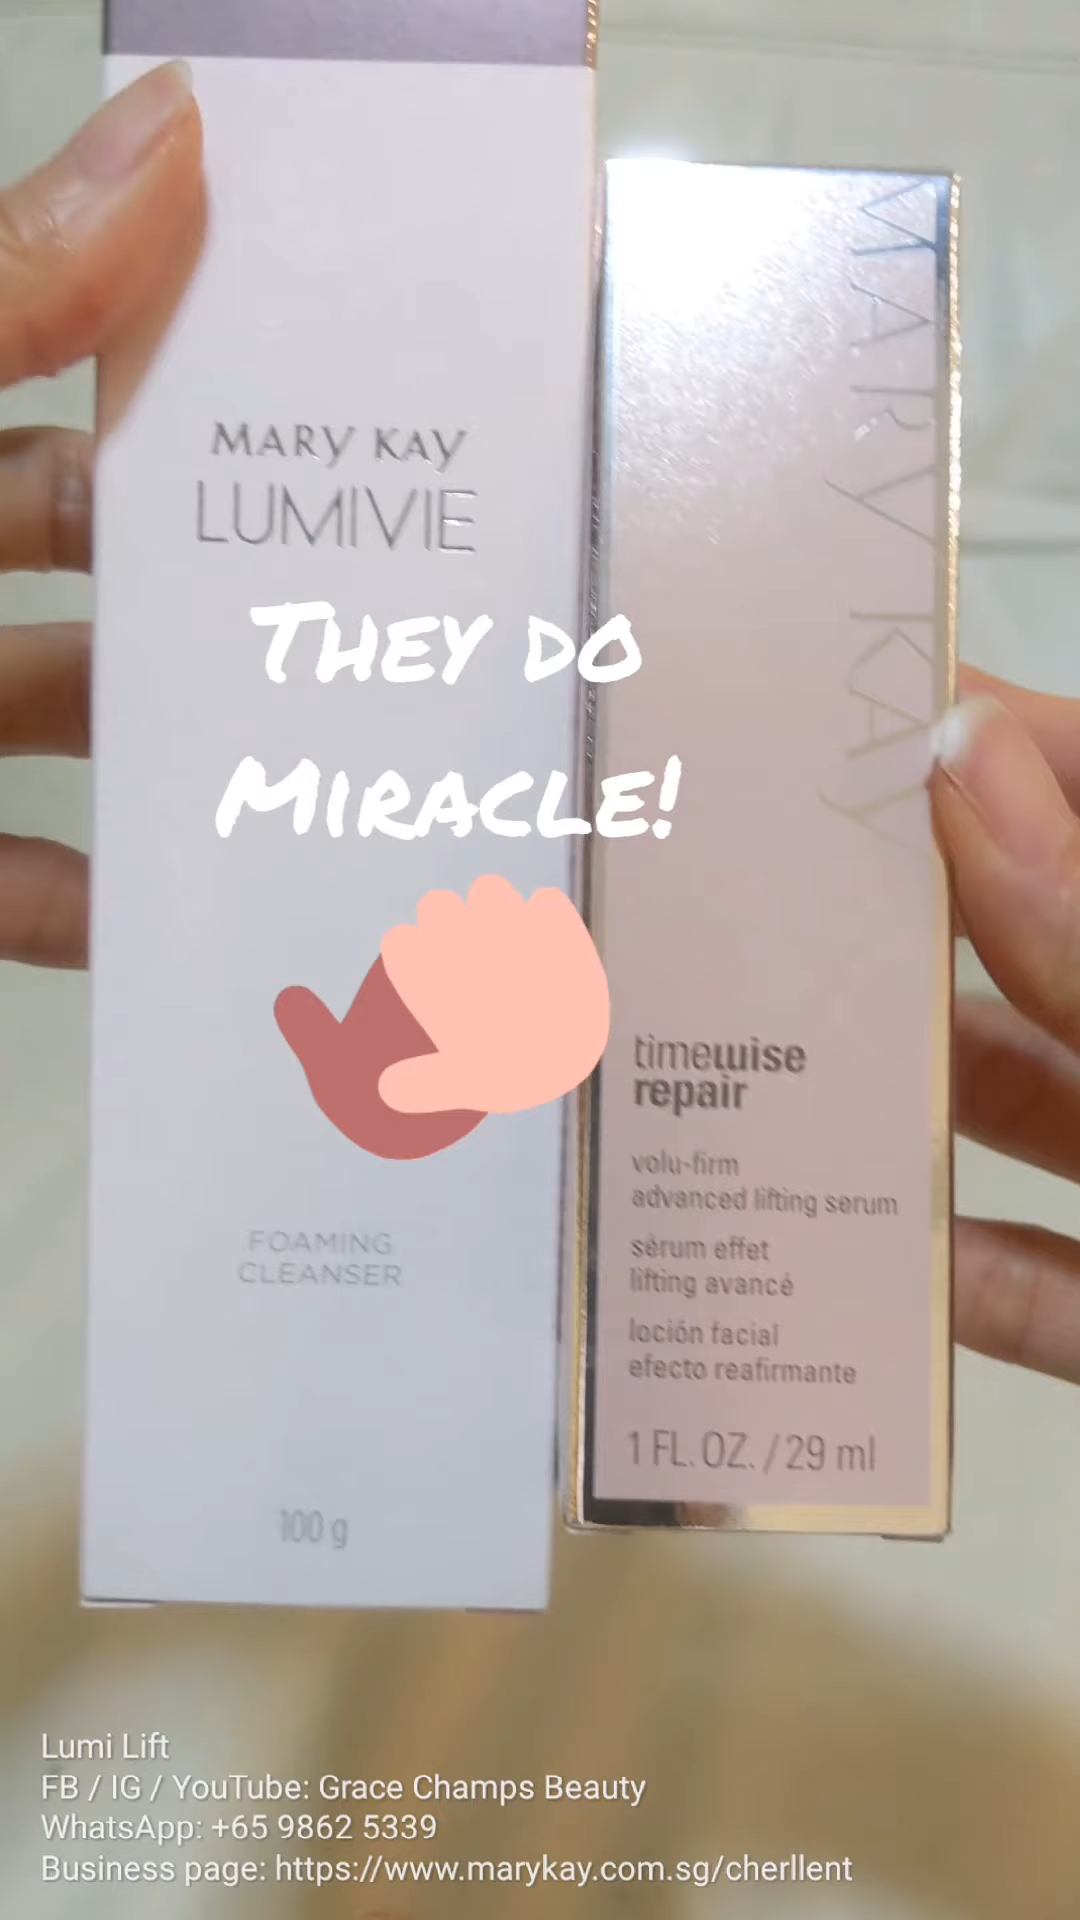 MARY KAY
LUMIVIE
THEY DO
MIRACLE!
FOAMING
CLEANSER
100 g
MARY KAY
timewise
repair
volu-firm
advanced lifting serum
sérum effet
lifting avancé
loción facial
efecto reafirmante
1 FL. OZ. / 29 ml
Lumi Lift
FB / IG / YouTube: Grace Champs Beauty
WhatsApp: +65 9862 5339
Business page: https://www.marykay.com.sg/cherllent